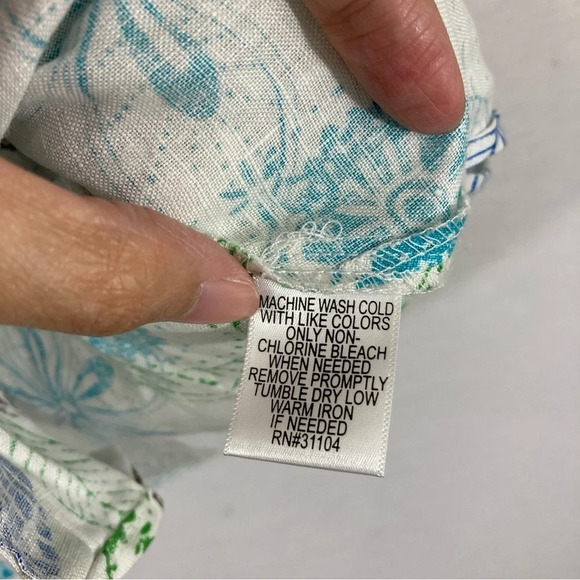 MACHINE WASH COLD
WITH LIKE COLORS
ONLY NON-
CHLORINE BLEACH
WHEN NEEDED
REMOVE PROMPTLY
TUMBLE DRY LOW
WARM IRON
IF NEEDED
RN#31104